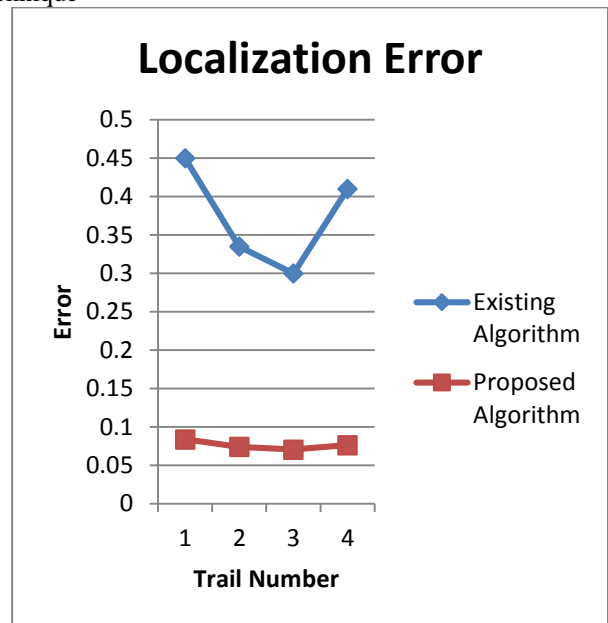 Localization Error
0.5
0.45
0.4
0.35
0.3
0.25
0.2
0.15
0.1
0.05
0
Error
1 2 3 4
Trail Number
Existing
Algorithm
Proposed
Algorithm